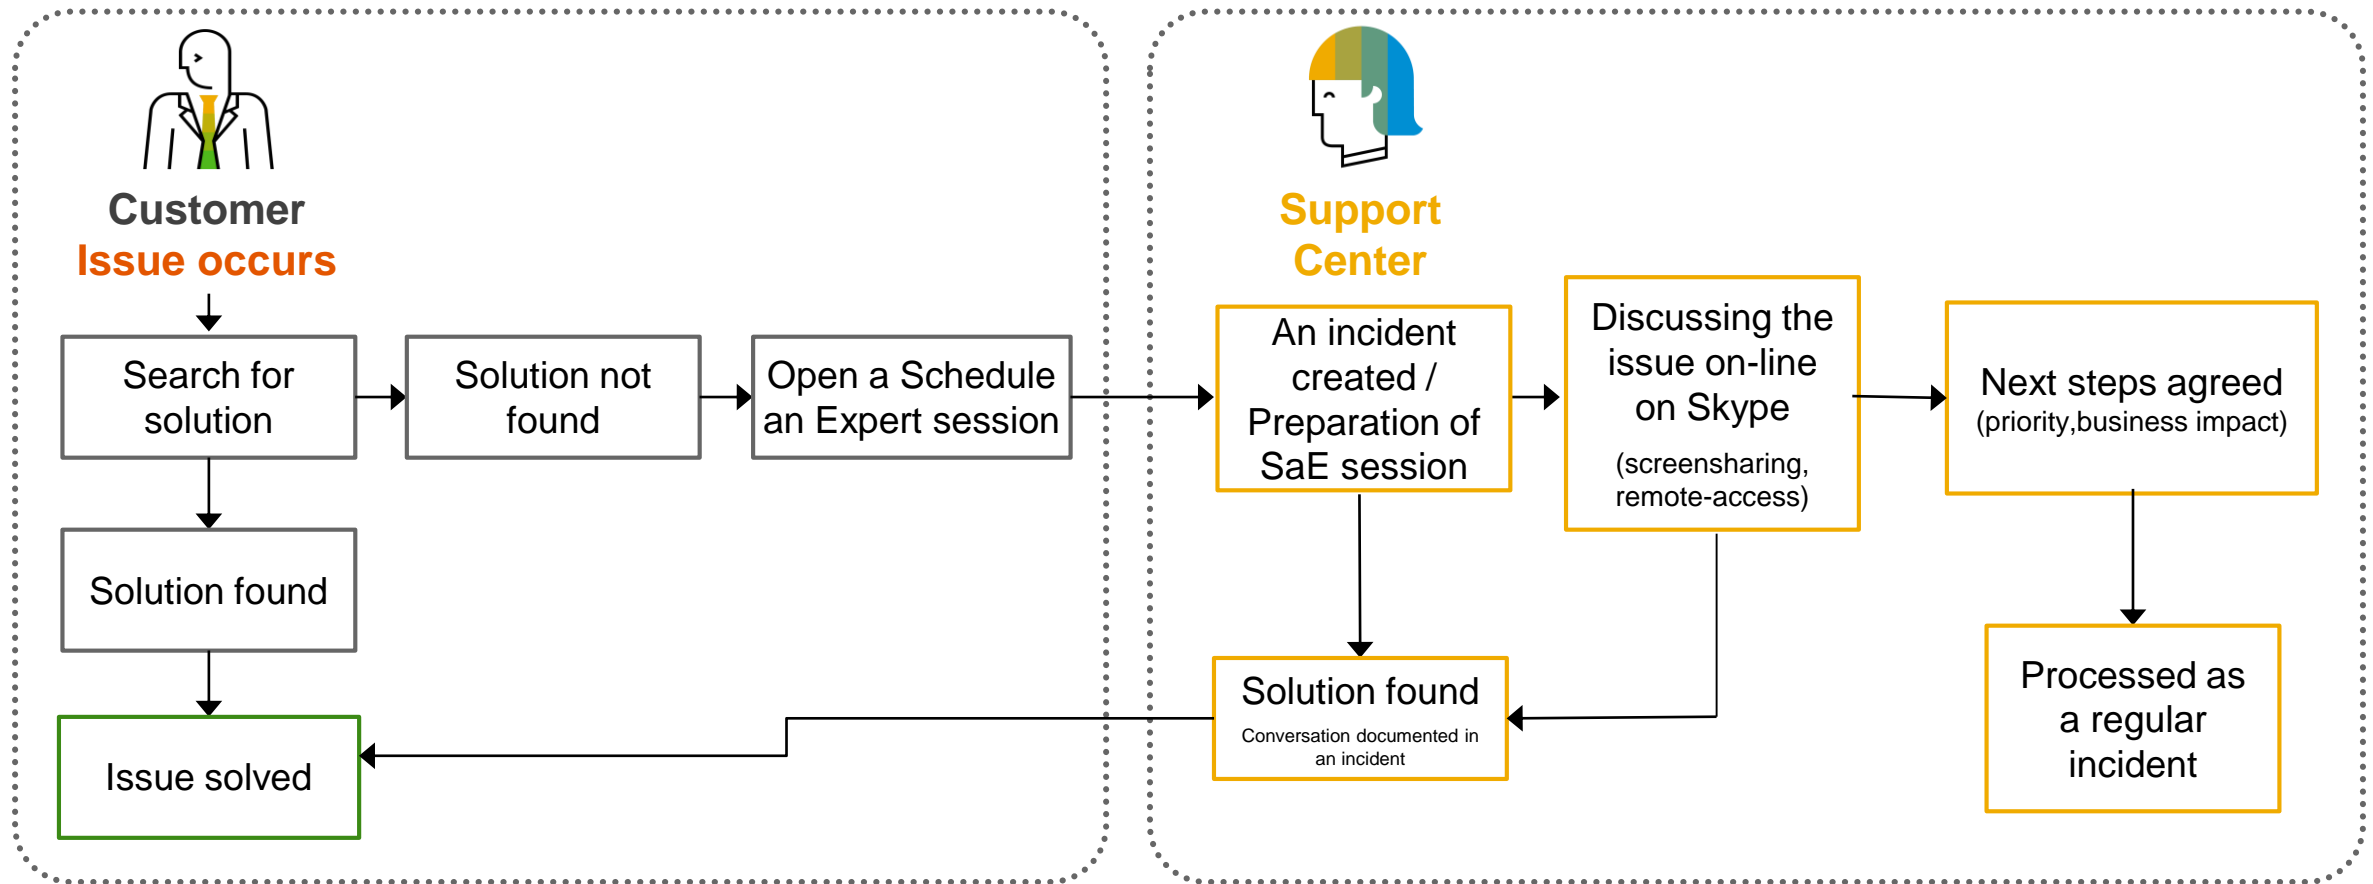 Customer
Issue occurs
Search for
solution
Solution not
found
Open a Schedule
an Expert session
Solution found
Issue solved
Support
Center
An incident
created /
Preparation of
SaE session
Discussing the
issue on-line
on Skype
(screensharing,
remote-access)
Next steps agreed
(priority,business impact)
Solution found
Conversation documented in
an incident
Processed as
a regular
incident